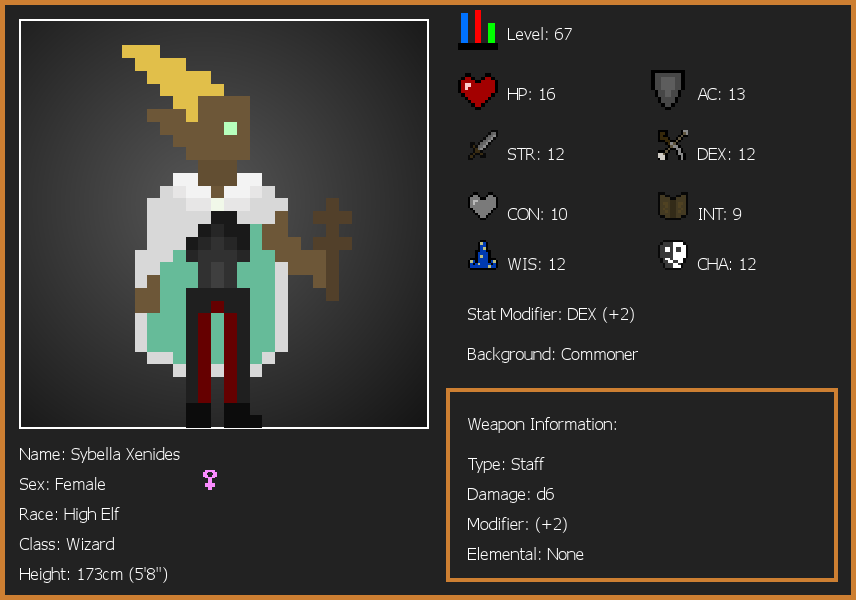 Level: 67
HP: 16
AC: 13
STR: 12
DEX: 12
CON: 10
INT: 9
WIS: 12
CHA: 12
Stat Modifier: DEX (+2)
Background: Commoner
Weapon Information:
Type: Staff
Damage: d6
Modifier: (+2)
Elemental: None
Name: Sybella Xenides
Sex: Female
Race: High Elf
Class: Wizard
Height: 173cm (5'8")